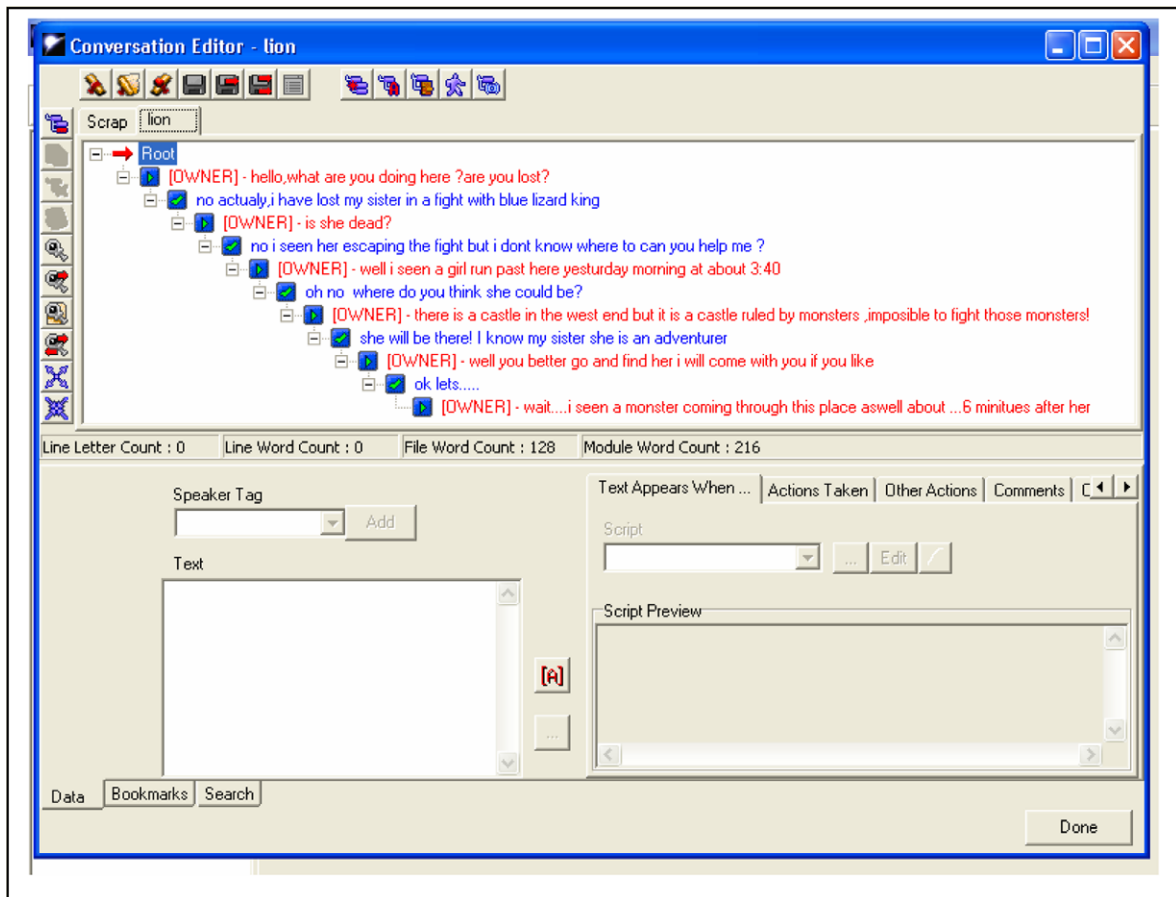 Conversation Editor - lion
Scrap lion
Root
[OWNER] - hello,what are you doing here ?are you lost?
no actualy,i have lost my sister in a fight with blue lizard king
[OWNER] - is she dead?
no i seen her escaping the fight but i dont know where to can you help me ?
[OWNER] - well i seen a girl run past here yesturday morning at about 3:40
oh no where do you think she could be?
[OWNER] - there is a castle in the west end but it is a castle ruled by monsters ,imposible to fight those monsters!
she will be there! I know my sister she is an adventurer
[OWNER] - well you better go and find her i will come with you if you like
ok lets.....
[OWNER] - wait....i seen a monster coming through this place aswell about ...6 minitues after her
Line Letter Count : 0 Line Word Count : 0 File Word Count : 128 Module Word Count : 216
Speaker Tag
Add
Text
[A]
...
Text Appears When ... Actions Taken Other Actions Comments
Script
... Edit
Script Preview
Data Bookmarks Search
Done